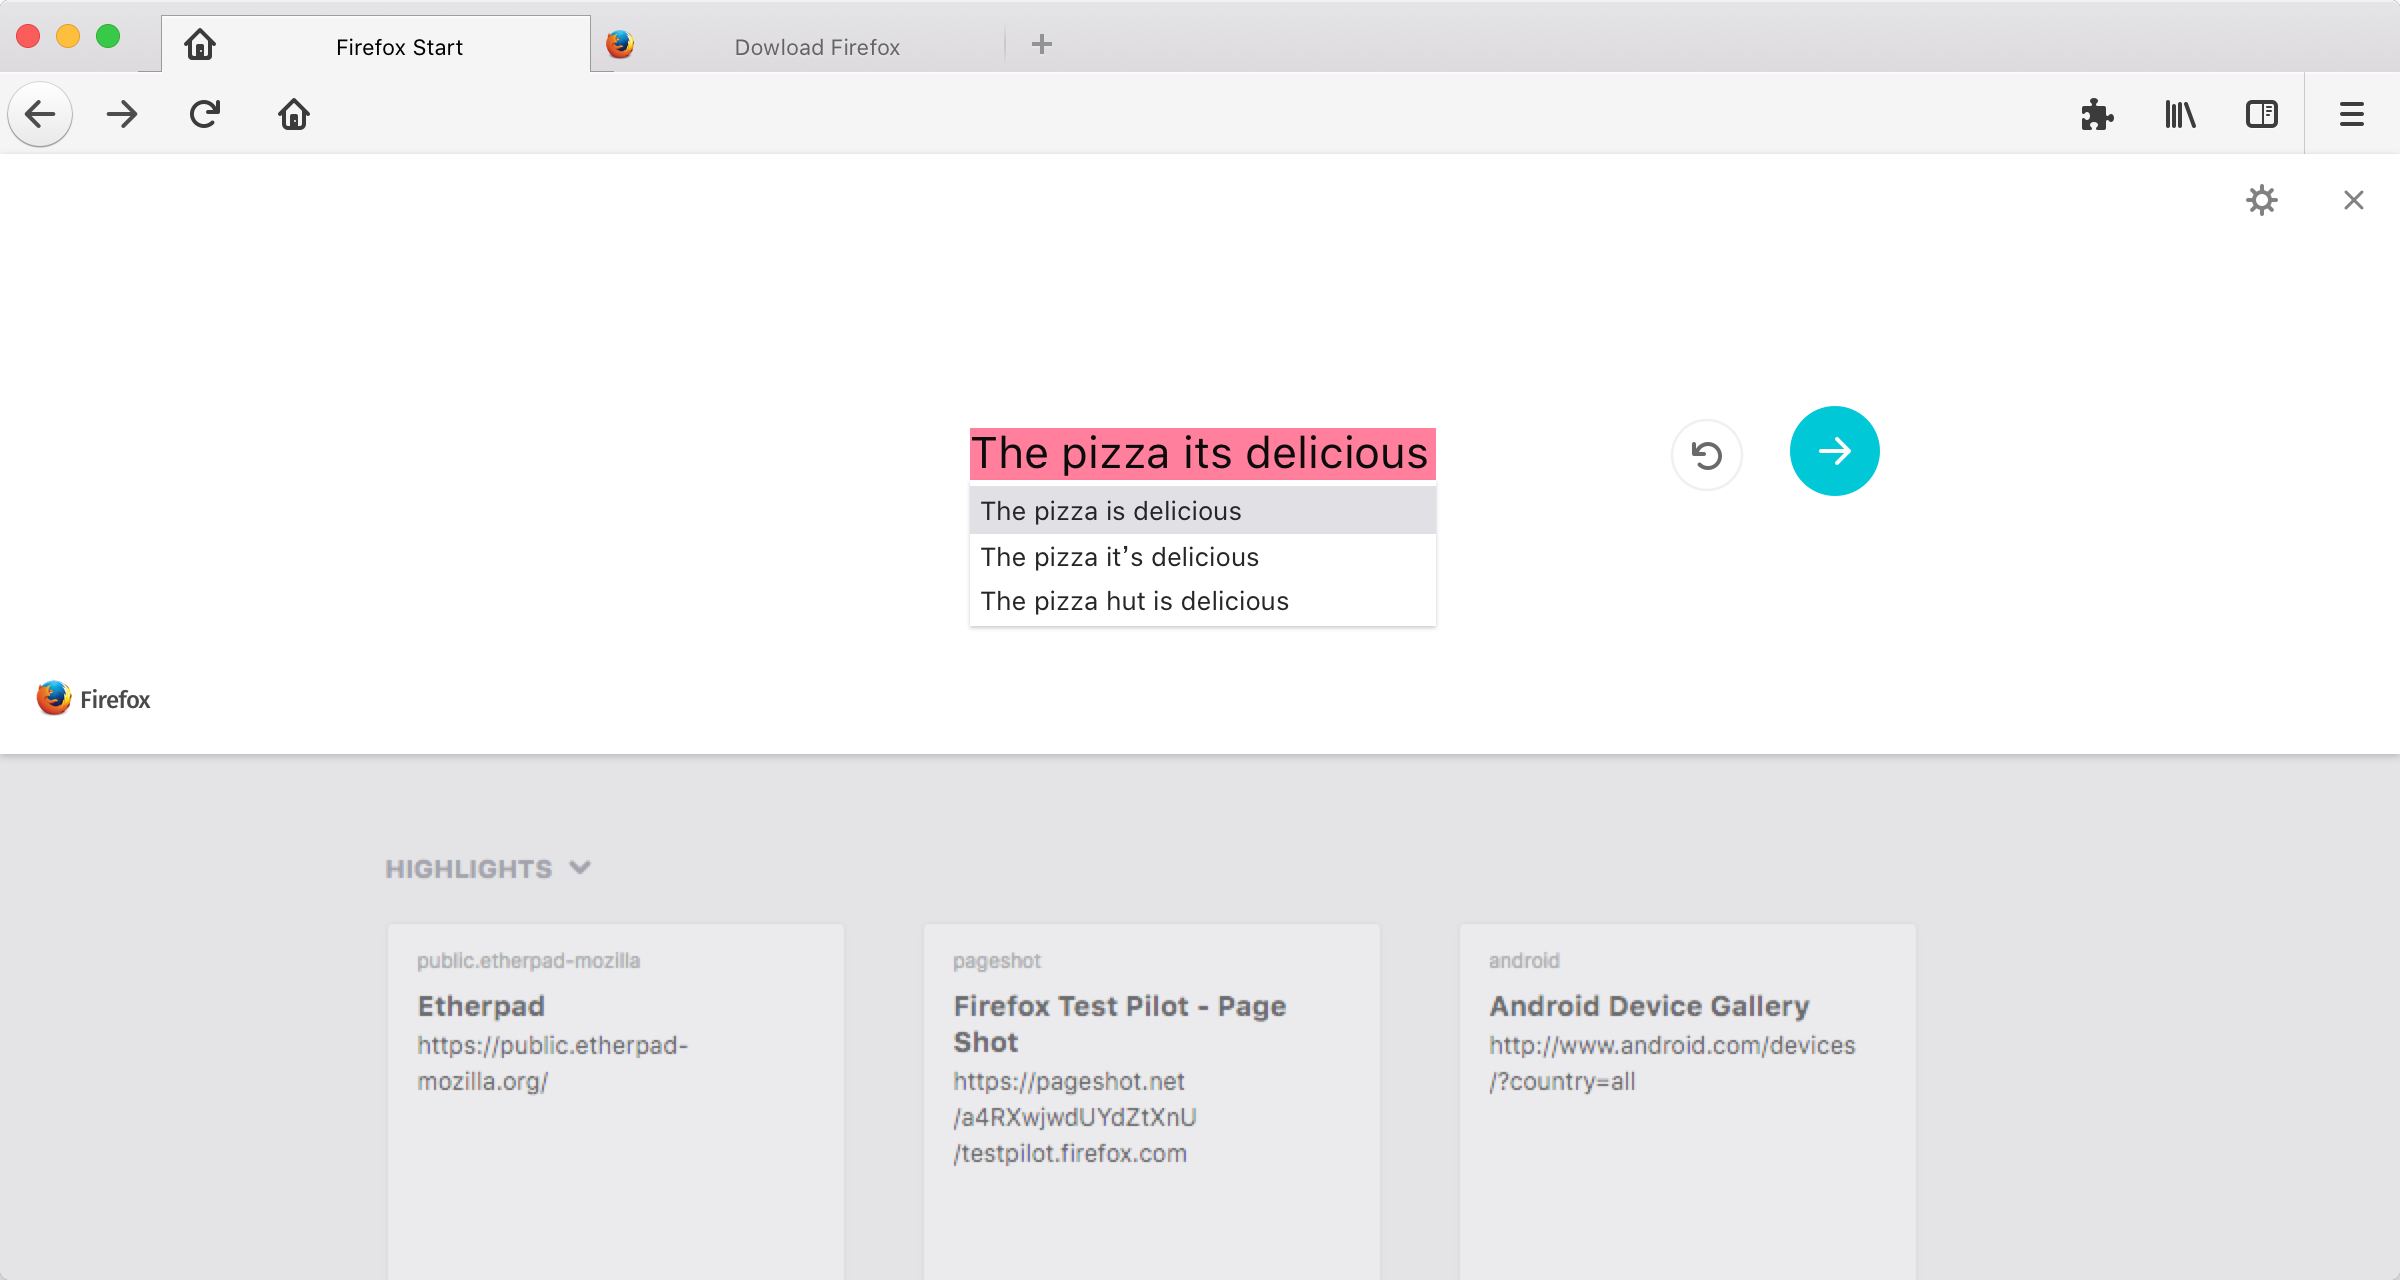 Firefox Start
Dowload Firefox
The pizza its delicious
The pizza is delicious
The pizza it’s delicious
The pizza hut is delicious
Firefox
HIGHLIGHTS
public.etherpad-mozilla
Etherpad
https://public.etherpad-
mozilla.org/
pageshot
Firefox Test Pilot - Page
Shot
https://pageshot.net
/a4RXwjwdUYdZtXnU
/testpilot.firefox.com
android
Android Device Gallery
http://www.android.com/devices
/?country=all